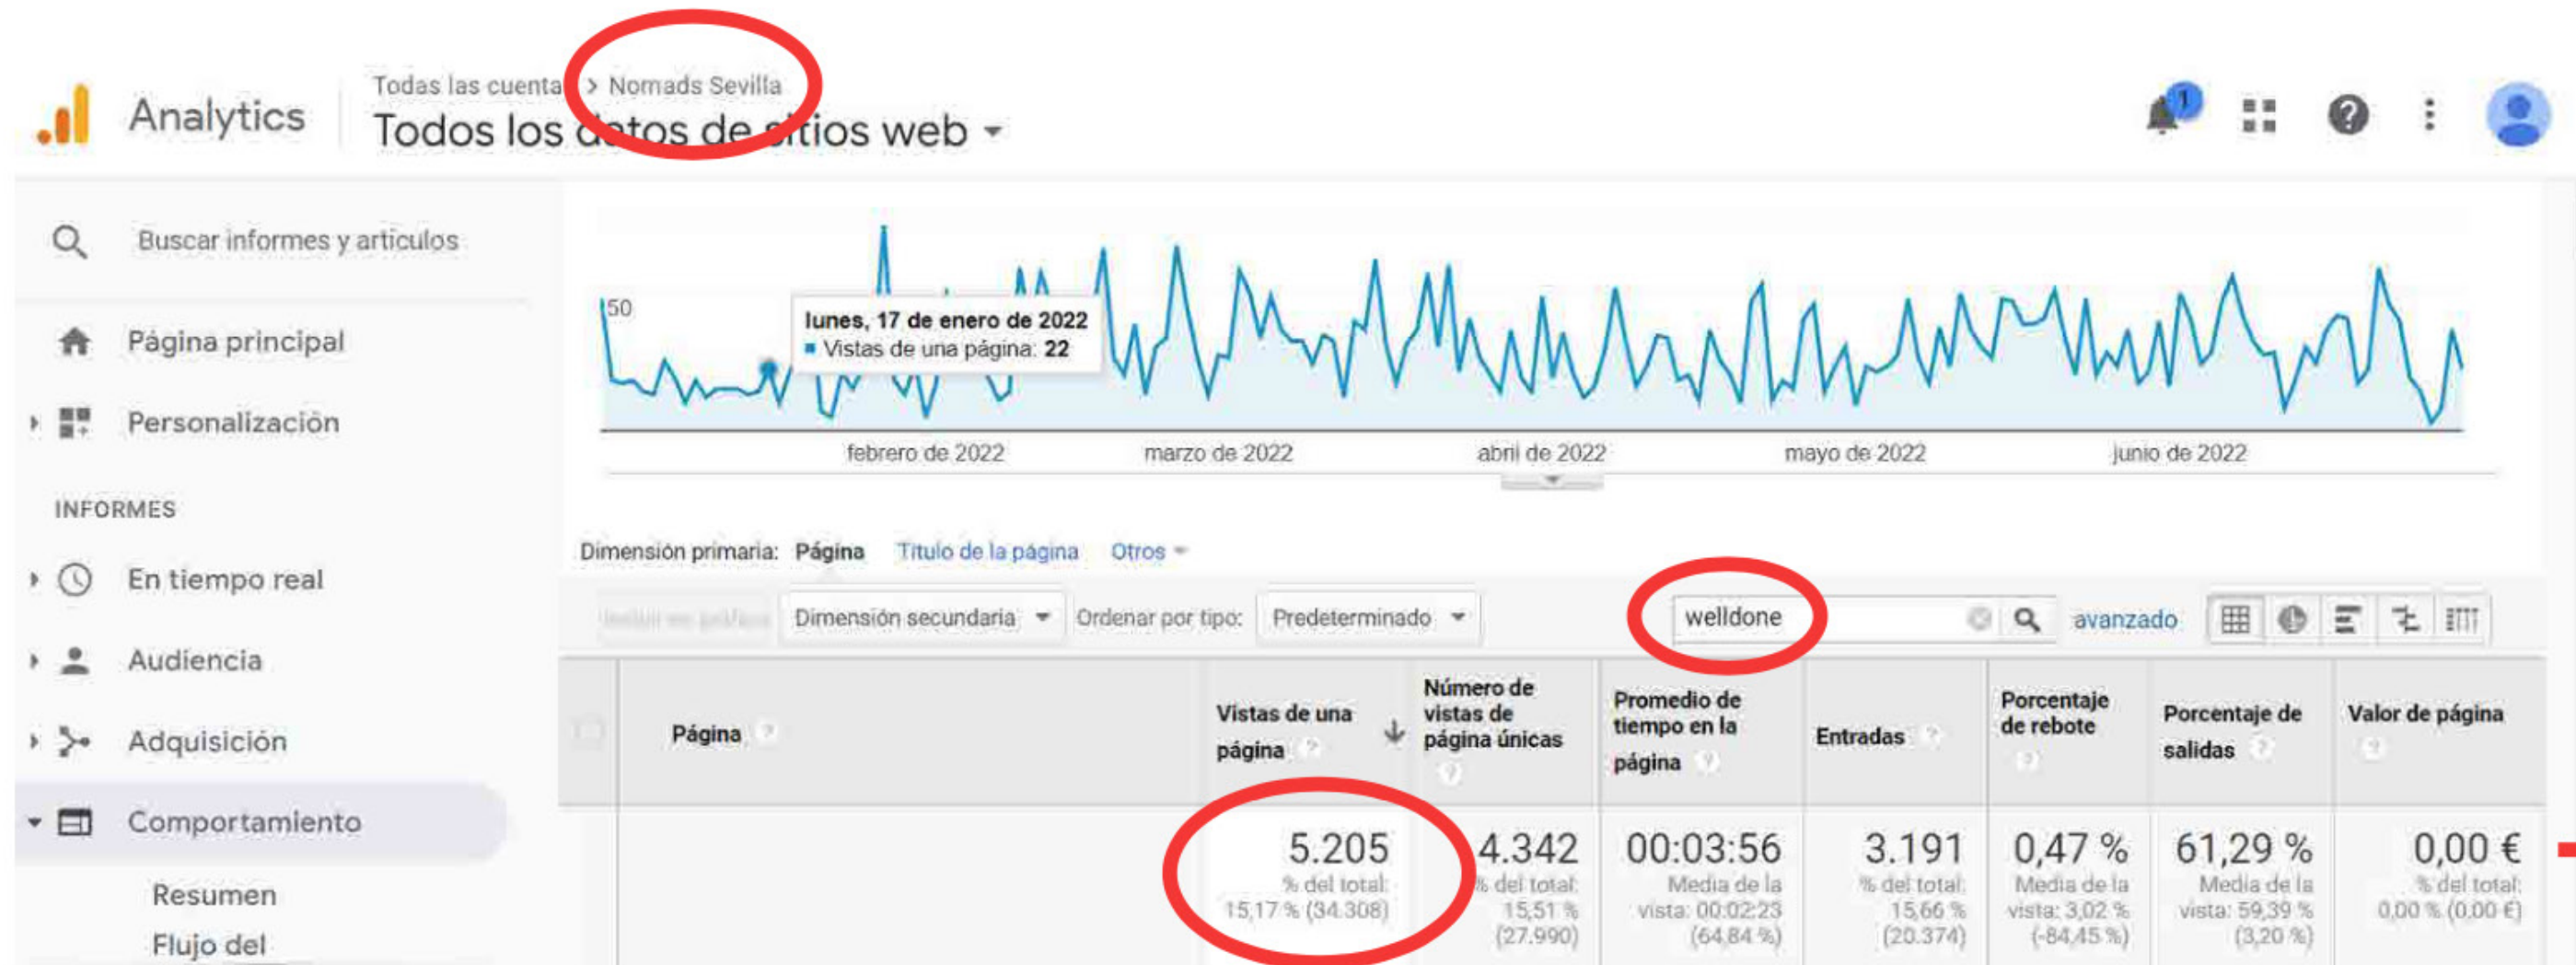 Todas las cuenta > Nomads Sevilla
Analytics
Todos los datos de sitios web
1
Buscar informes y artículos
Página principal
Personalización
INFORMES
En tiempo real
Audiencia
Adquisición
Comportamiento
Resumen
Flujo del
50
lunes, 17 de enero de 2022
Vistas de una página: 22
febrero de 2022 marzo de 2022 abril de 2022 mayo de 2022 junio de 2022
Dimensión primaria: Página Título de la página Otros
Dimensión secundaria Ordenar por tipo: Predeterminado welldone avanzado
Página
Vistas de una
página
Número de
vistas de
página únicas
Promedio de
tiempo en la
página
Entradas
Porcentaje
de rebote
Porcentaje de
salidas
Valor de página
5.205
% del total:
15,17 % (34.308)
4.342
% del total:
15,51 %
(27.990)
00:03:56
Media de la
vista: 00:02:23
(64,84 %)
3.191
% del total:
15,66 %
(20.374)
0,47 %
Media de la
vista: 3,02 %
(-84,45 %)
61,29 %
Media de la
vista: 59,39 %
(3,20 %)
0,00 €
% del total:
0,00 % (0,00 €)